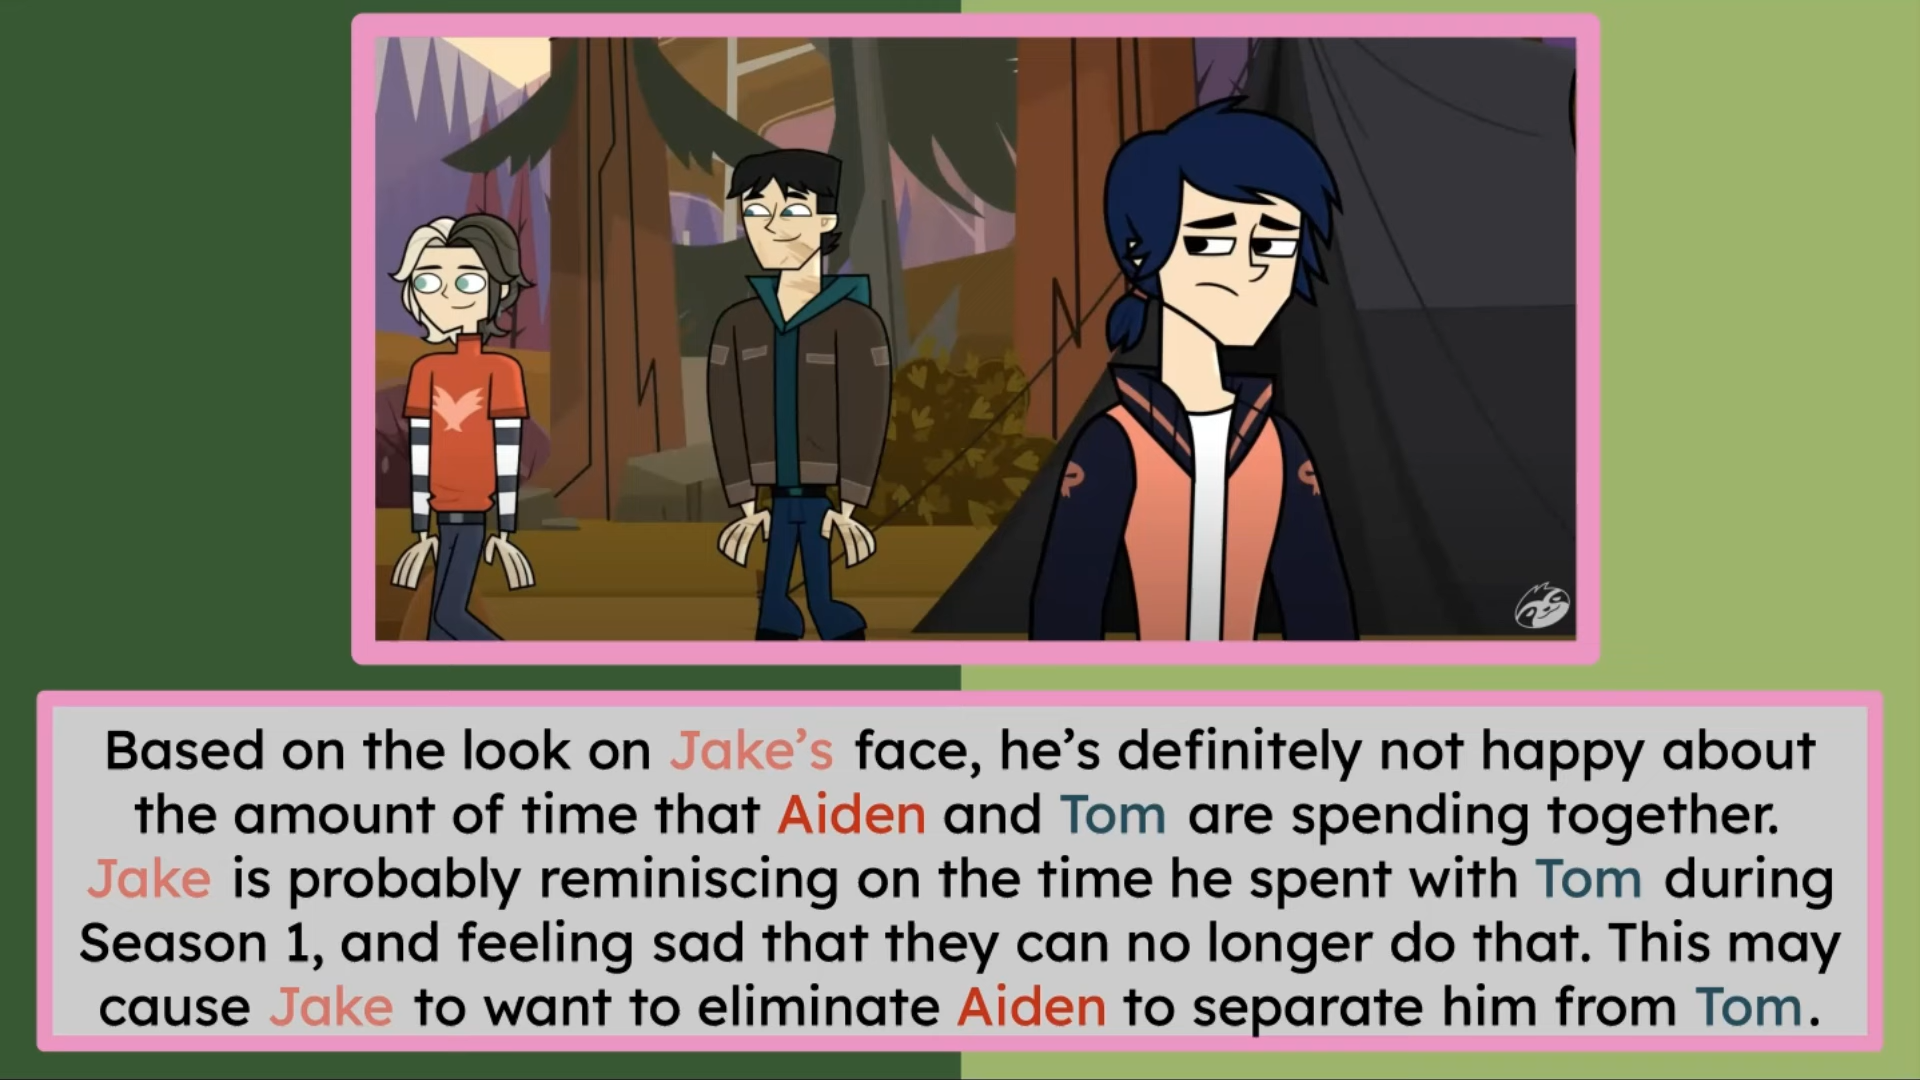 Based on the look on Jake's face, he's definitely not happy about
the amount of time that Aiden and Tom are spending together.
Jake is probably reminiscing on the time he spent with Tom during
Season 1, and feeling sad that they can no longer do that. This may
cause Jake to want to eliminate Aiden to separate him from Tom.